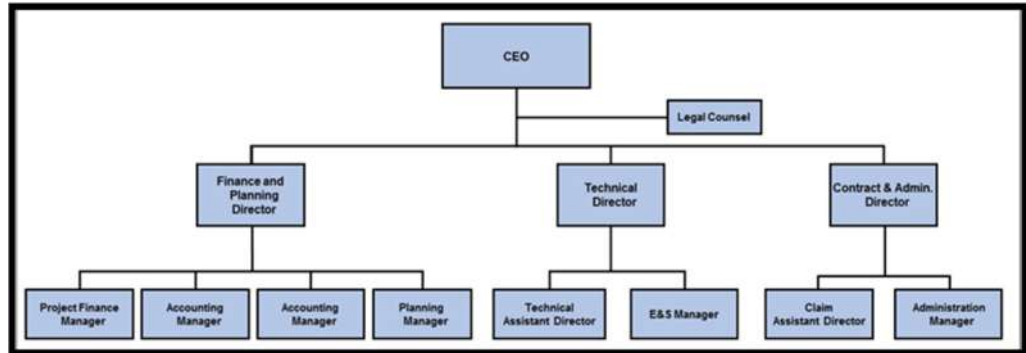 CEO
Legal Counsel
Finance and
Planning
Director
Technical
Director
Contract & Admin.
Director
Project Finance
Manager
Accounting
Manager
Accounting
Manager
Planning
Manager
Technical
Assistant Director
E&S Manager
Claim
Assistant Director
Administration
Manager